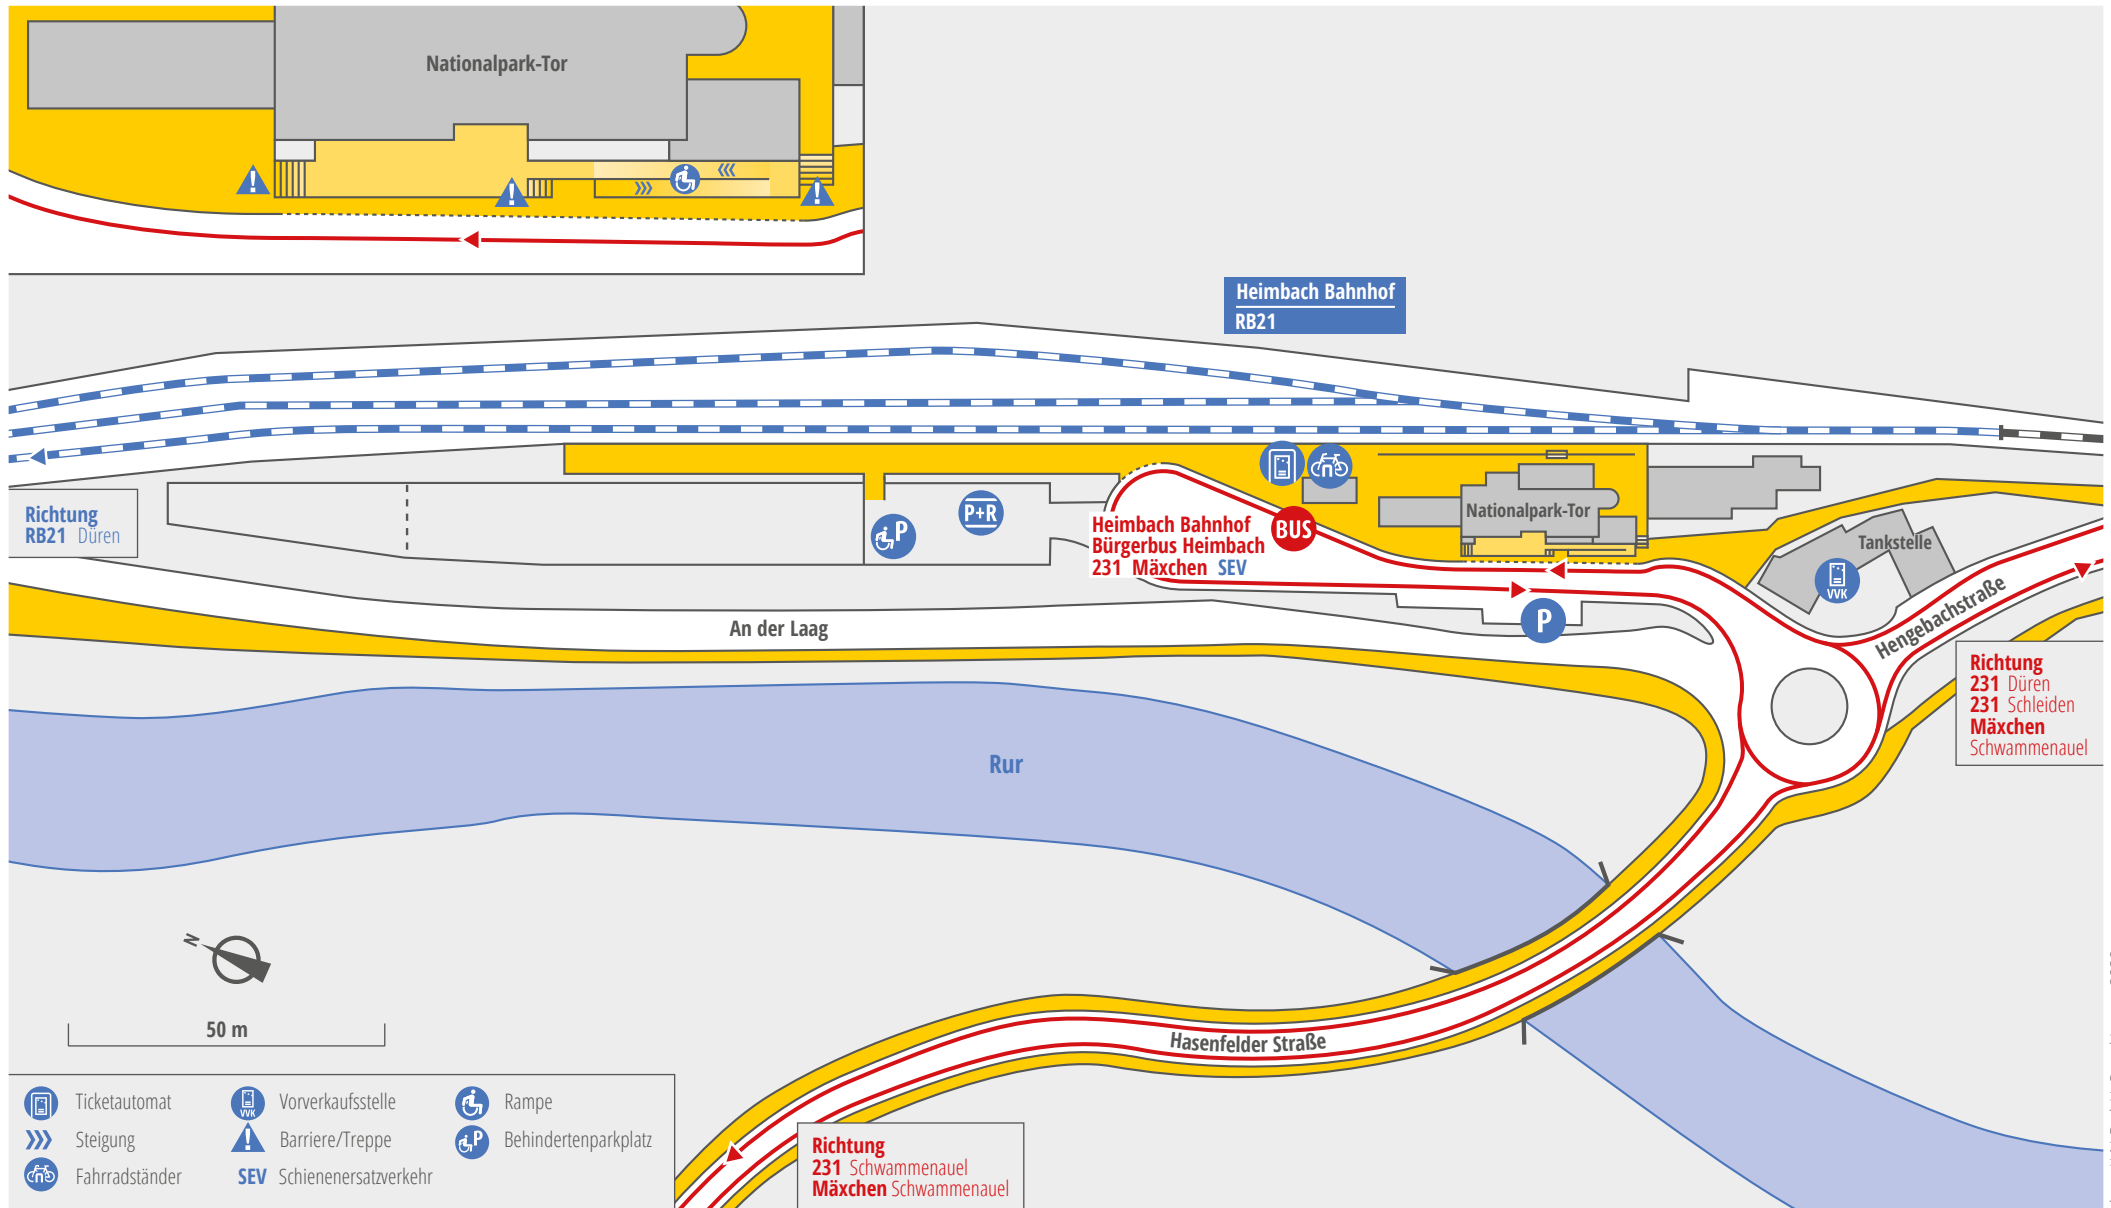 Nationalpark-Tor
Heimbach Bahnhof
RB21
Richtung
RB21 Düren
P+R
P
Heimbach Bahnhof
Bürgerbus Heimbach
231 Mäxchen SEV
BUS
Nationalpark-Tor
Tankstelle
VVK
P
An der Laag
Hengebachstraße
Richtung
231 Düren
231 Schleiden
Mäxchen
Schwammenauel
Rur
N
50 m
Hasenfelder Straße
Ticketautomat
VVK Vorverkaufsstelle
Rampe
Steigung
Barriere/Treppe
P Behindertenparkplatz
Fahrradständer
SEV Schienenersatzverkehr
Richtung
231 Schwammenauel
Mäxchen Schwammenauel